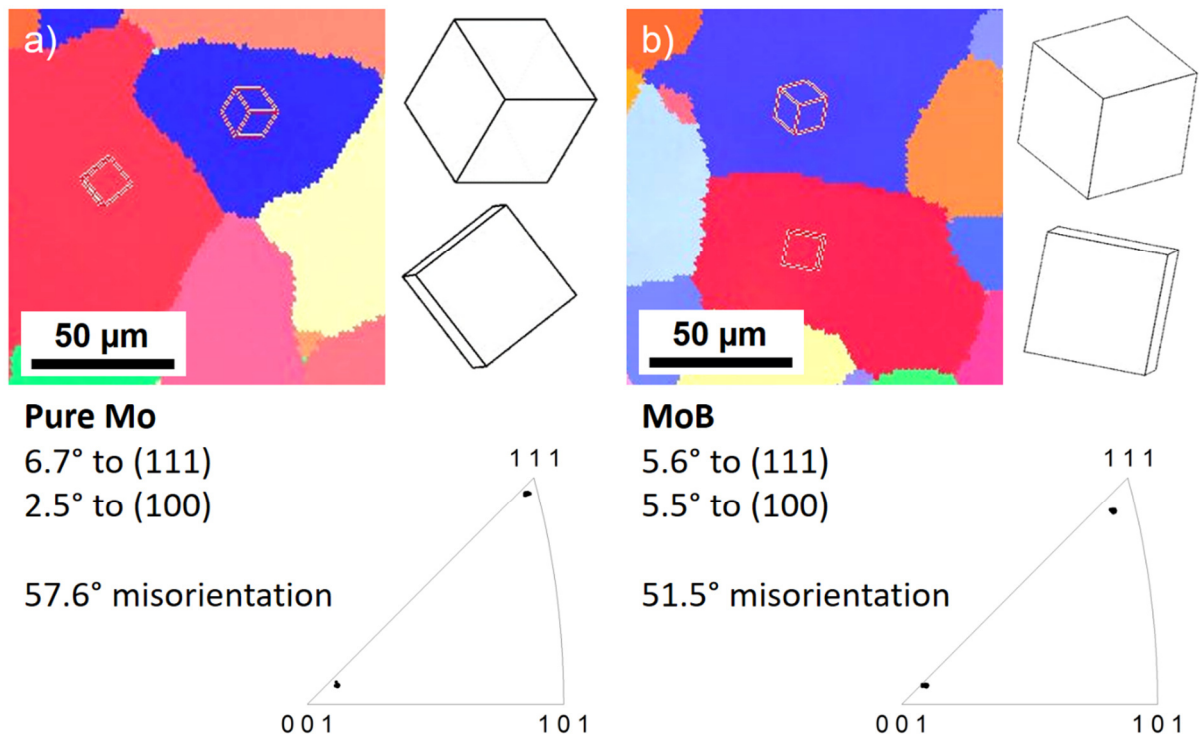 a)
50 µm
Pure Mo
6.7° to (111)
2.5° to (100)
57.6° misorientation
1 1 1
0 0 1
1 0 1
b)
50 µm
MoB
5.6° to (111)
5.5° to (100)
51.5° misorientation
1 1 1
0 0 1
1 0 1